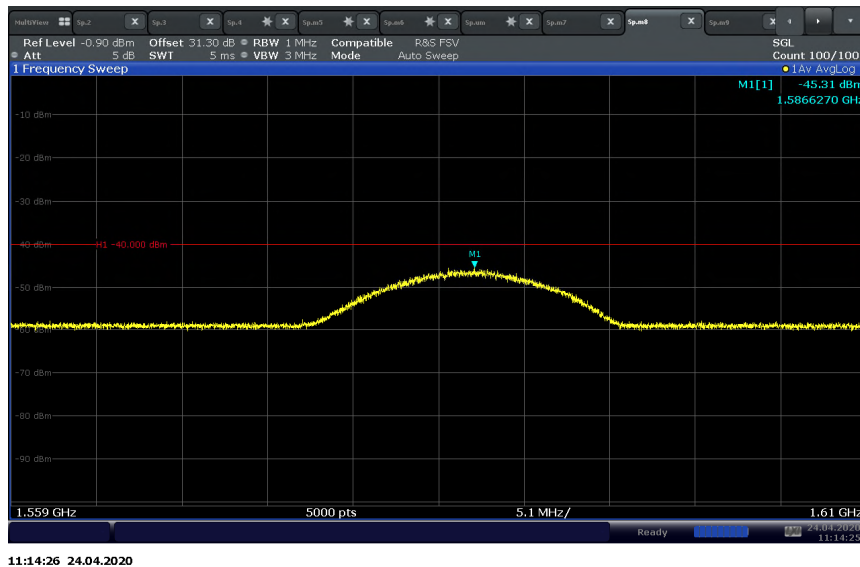 MultiView Sp.2 X Sp.3 X Sp.4 X Sp.m5 X Sp.m6 X Sp.um X Sp.m7 X Sp.m8 X Sp.m9 X
Ref Level -0.90 dBm Offset 31.30 dB RBW 1 MHz Compatible R&S FSV SGL
Att 5 dB SWT 5 ms VBW 3 MHz Mode Auto Sweep Count 100/100
1 Frequency Sweep 1Av AvgLog
M1[1] -45.31 dBm
1.5866270 GHz
-10 dBm
-20 dBm
-30 dBm
-40 dBm H1 -40.000 dBm
M1
-50 dBm
-60 dBm
-70 dBm
-80 dBm
-90 dBm
1.559 GHz 5000 pts 5.1 MHz/ 1.61 GHz
Ready 24.04.2020
11:14:25
11:14:26 24.04.2020